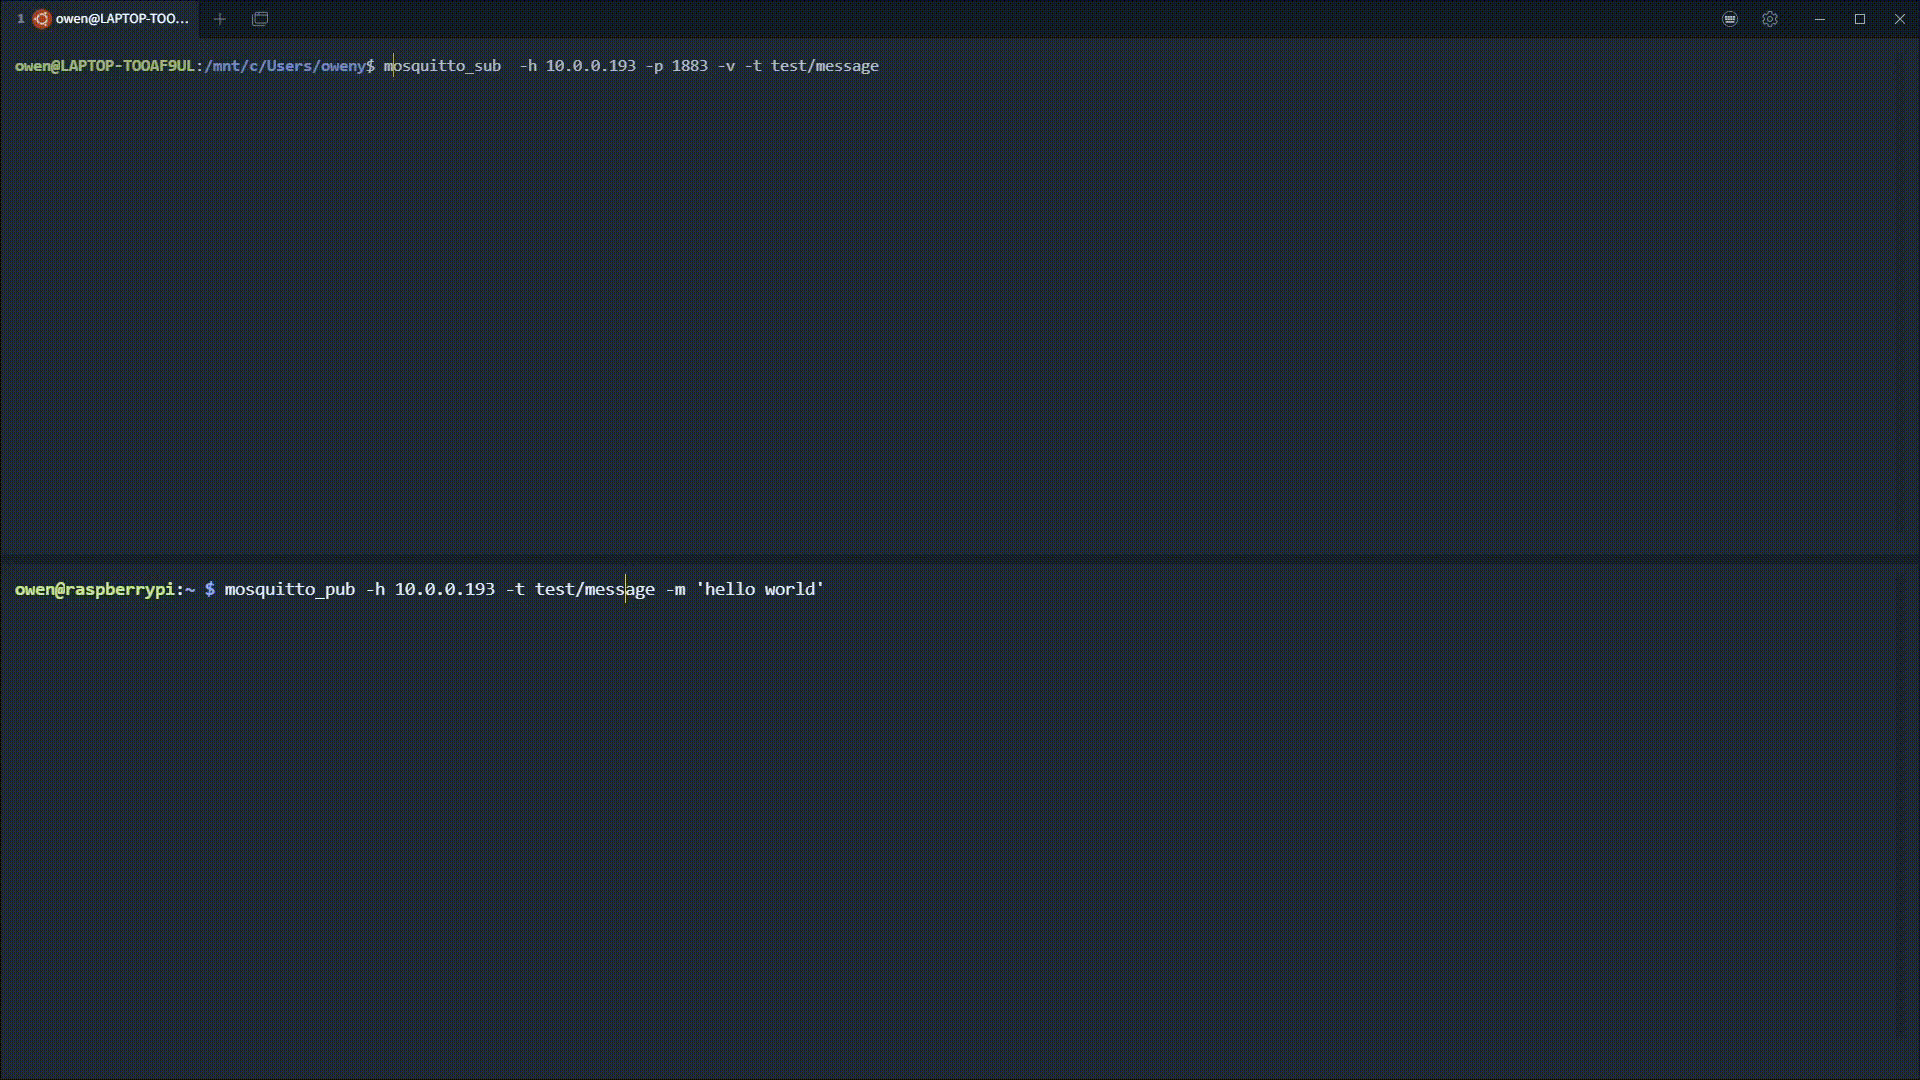 1 owen@LAPTOP-TOO...
owen@LAPTOP-TOOAF9UL:/mnt/c/Users/oweny$ mosquitto_sub  -h 10.0.0.193 -p 1883 -v -t test/message
owen@raspberrypi:~ $ mosquitto_pub -h 10.0.0.193 -t test/message -m 'hello world'